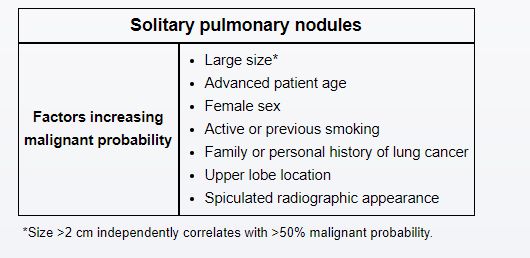 Solitary pulmonary nodules
Factors increasing
malignant probability
• Large size*
• Advanced patient age
• Female sex
• Active or previous smoking
• Family or personal history of lung cancer
• Upper lobe location
• Spiculated radiographic appearance
*Size >2 cm independently correlates with >50% malignant probability.